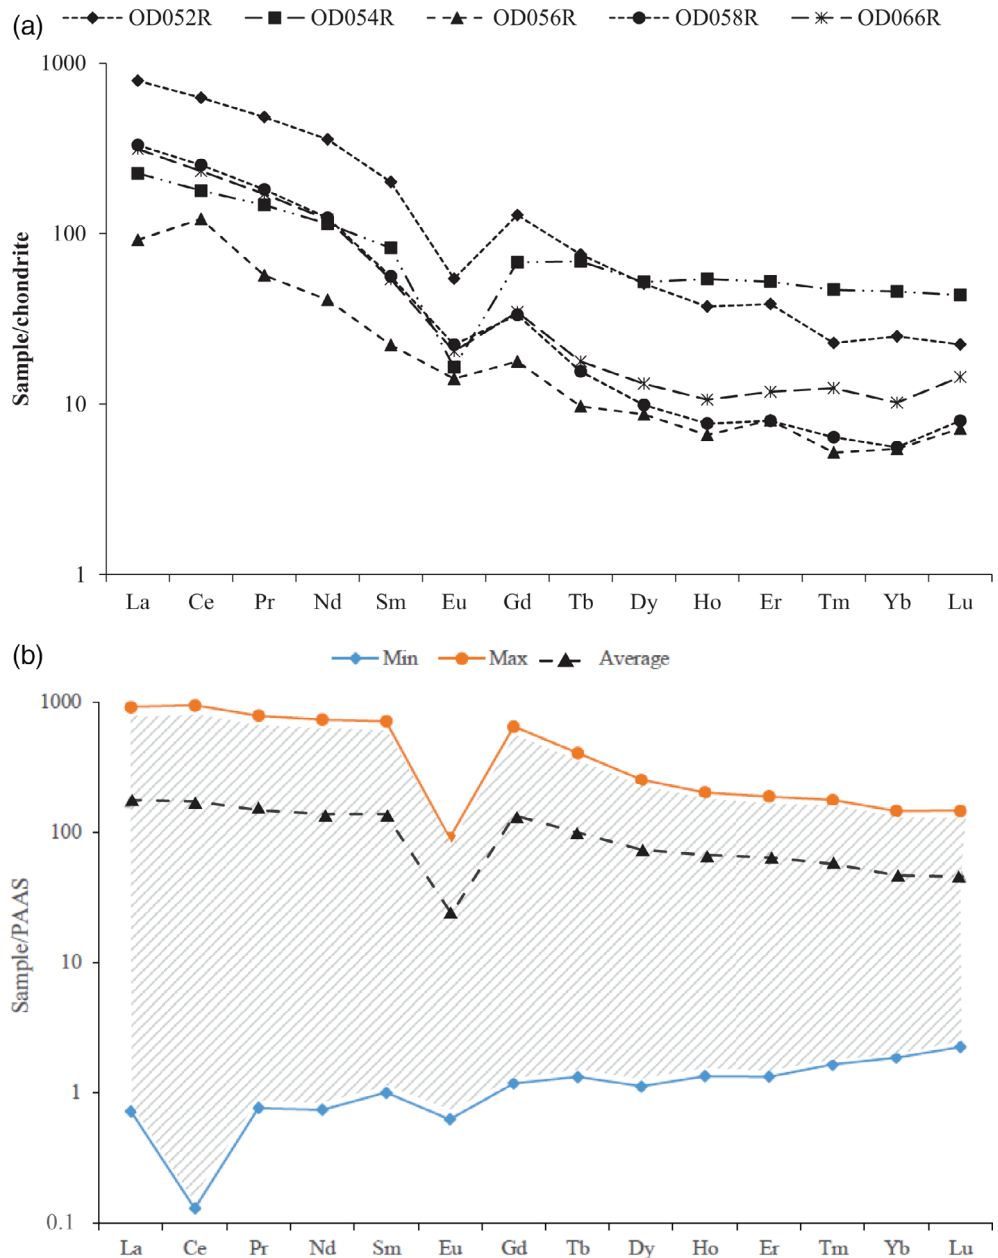 (a)
OD052R OD054R OD056R OD058R OD066R
1000
100
10
1
Sample/chondrite
La Ce Pr Nd Sm Eu Gd Tb Dy Ho Er Tm Yb Lu
(b)
Min Max Average
1000
100
10
1
0.1
Sample/PAAS
La Ce Pr Nd Sm Eu Gd Tb Dy Ho Er Tm Yb Lu